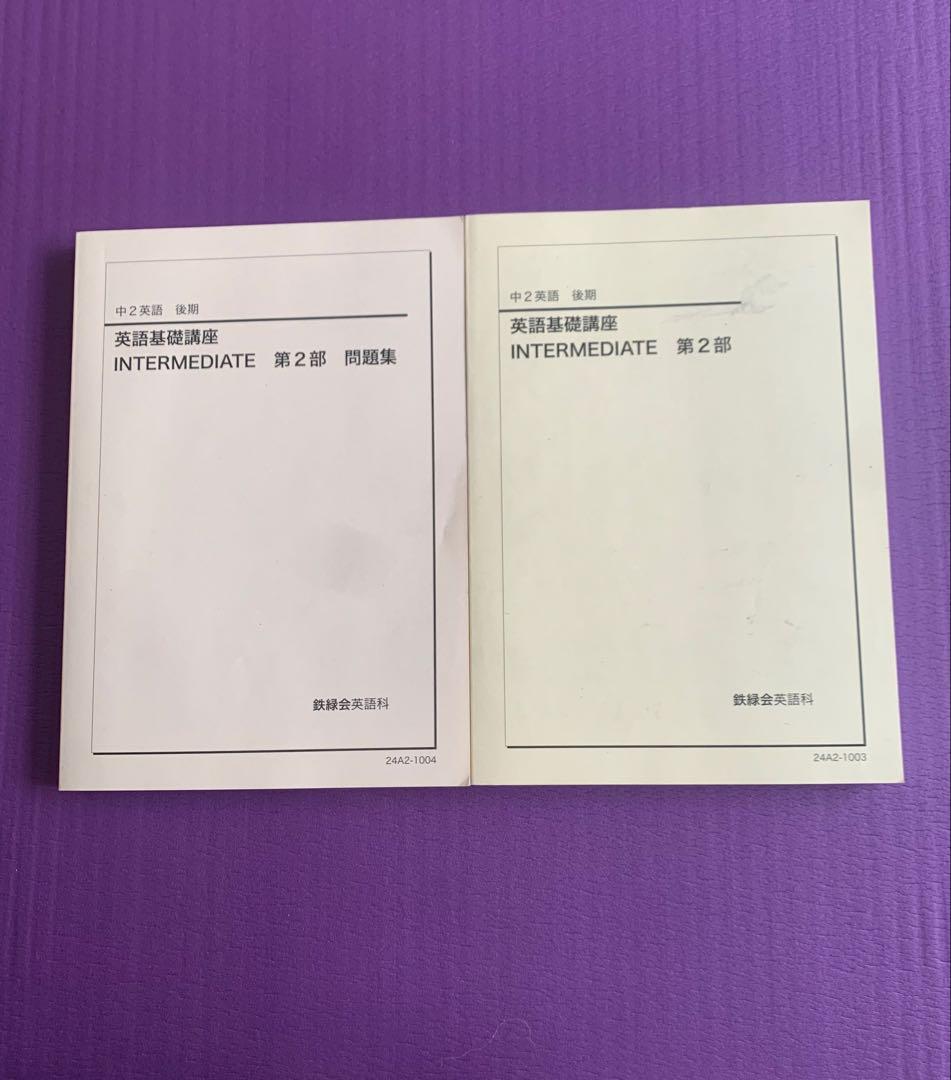 中2英語 後期
英語基礎講座
INTERMEDIATE 第2部 問題集
鉄緑会英語科
24A2-1004
中2英語 後期
英語基礎講座
INTERMEDIATE 第2部
鉄緑会英語科
24A2-1003